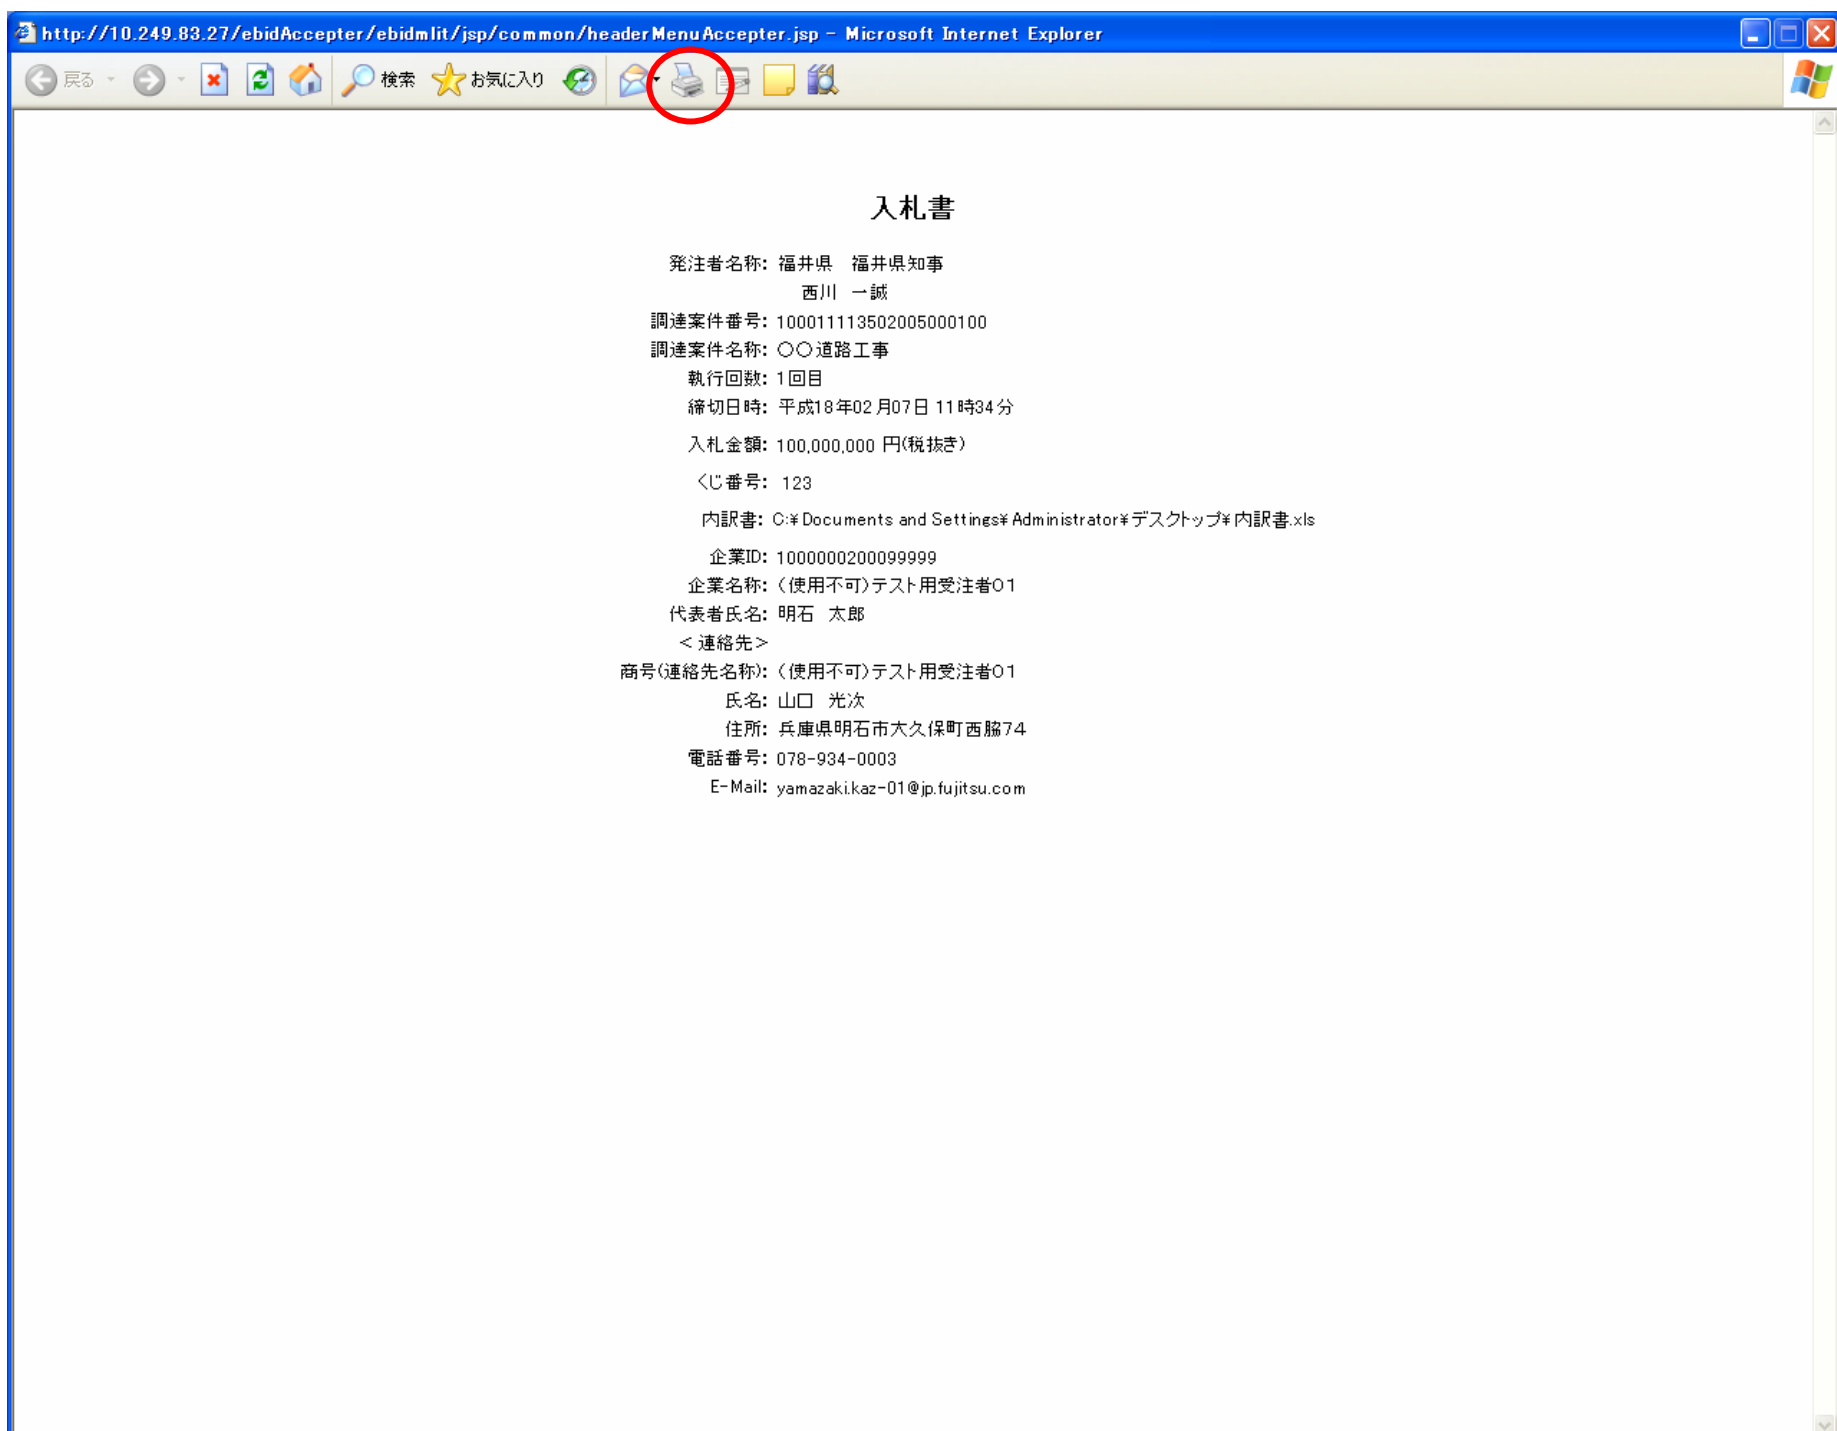 http://10.249.83.27/ebidAccepter/ebidmlit/jsp/common/headerMenuAccepter.jsp - Microsoft Internet Explorer
戻る 検索 お気に入り
入札書
発注者名称: 福井県　福井県知事
西川　一誠
調達案件番号: 100011113502005000100
調達案件名称: 〇〇道路工事
執行回数: 1回目
締切日時: 平成18年02月07日 11時34分
入札金額: 100,000,000 円(税抜き)
くじ番号: 123
内訳書: C:¥Documents and Settings¥Administrator¥デスクトップ¥内訳書.xls
企業ID: 1000000200099999
企業名称: （使用不可）テスト用受注者０１
代表者氏名: 明石　太郎
＜連絡先＞
商号(連絡先名称): （使用不可）テスト用受注者０１
氏名: 山口　光次
住所: 兵庫県明石市大久保町西脇７４
電話番号: 078-934-0003
E-Mail: yamazaki.kaz-01@jp.fujitsu.com